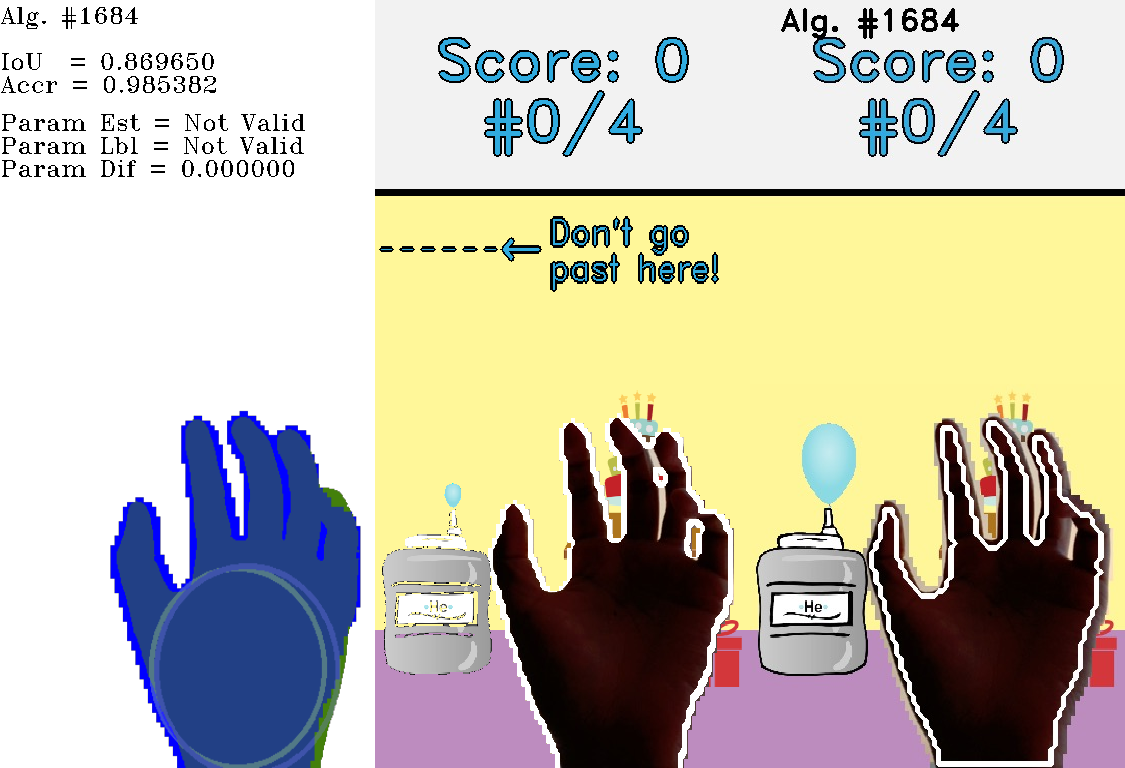 Alg. #1684
IoU = 0.869650
Accr = 0.985382
Param Est = Not Valid
Param Lbl = Not Valid
Param Dif = 0.000000
Score: 0
#0/4
Don't go
past here!
He
Alg. #1684
Score: 0
#0/4
He